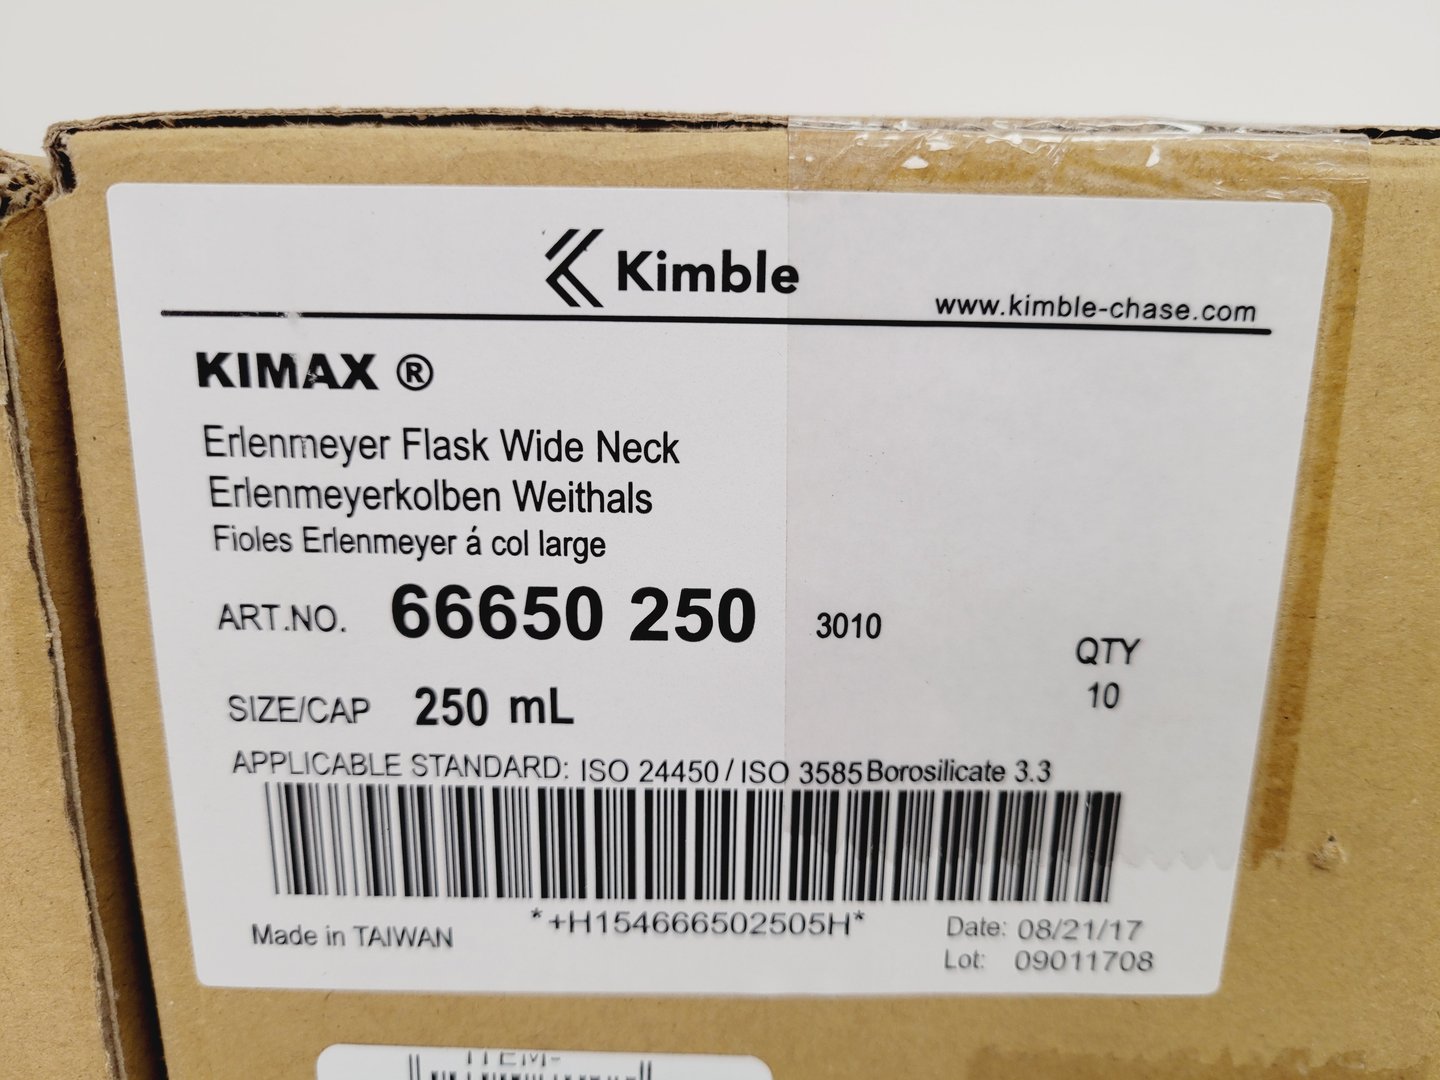 Kimble
www.kimble-chase.com
KIMAX ®
Erlenmeyer Flask Wide Neck
Erlenmeyerkolben Weithals
Fioles Erlenmeyer á col large
ART.NO. 66650 250 3010
QTY
10
SIZE/CAP 250 mL
APPLICABLE STANDARD: ISO 24450 / ISO 3585 Borosilicate 3.3
*+H154666502505H*
Made in TAIWAN
Date: 08/21/17
Lot: 09011708
ITEM-